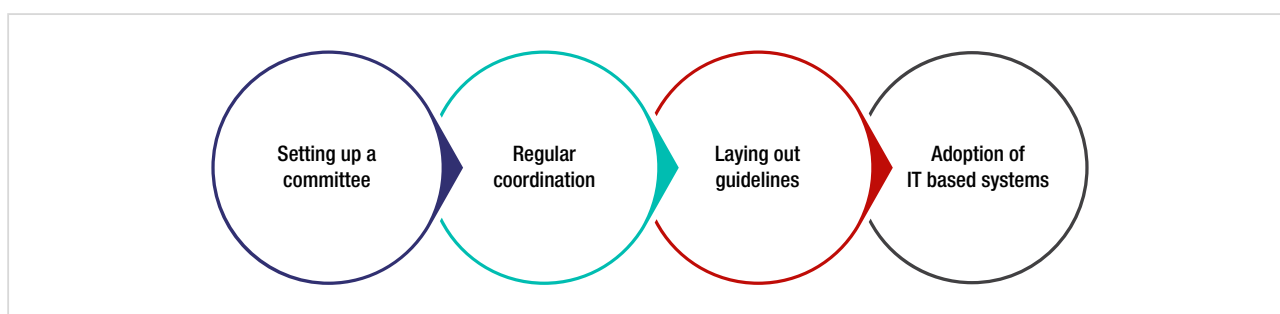 Setting up a
committee
Regular
coordination
Laying out
guidelines
Adoption of
IT based systems